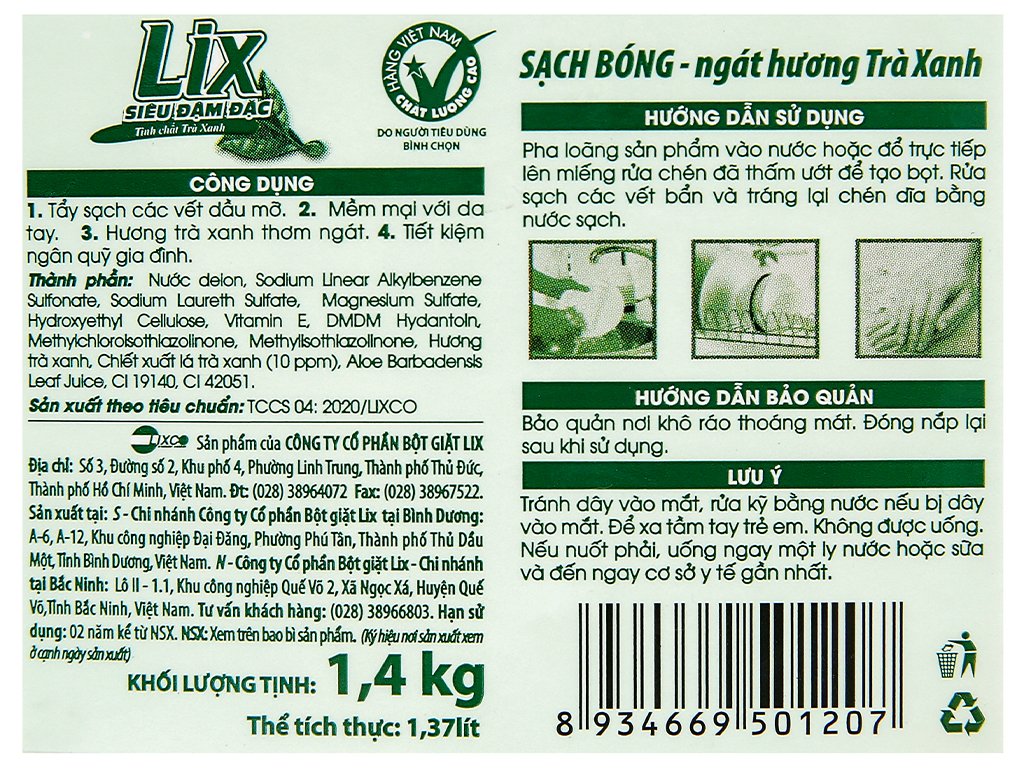 Lix
SIÊU ĐẬM ĐẶC
Tinh chất Trà Xanh
HÀNG VIỆT NAM
CHẤT LƯỢNG CAO
DO NGƯỜI TIÊU DÙNG
BÌNH CHỌN
CÔNG DỤNG
1. Tẩy sạch các vết dầu mỡ. 2. Mềm mại với da
tay. 3. Hương trà xanh thơm ngát. 4. Tiết kiệm
ngân quỹ gia đình.
Thành phần: Nước deion, Sodium Linear Alkylbenzene
Sulfonate, Sodium Laureth Sulfate, Magnesium Sulfate,
Hydroxyethyl Cellulose, Vitamin E, DMDM Hydantoin,
Methylchloroisothiazolinone, Methylisothiazolinone, Hương
trà xanh, Chiết xuất lá trà xanh (10 ppm), Aloe Barbadensis
Leaf Juice, CI 19140, CI 42051.
Sản xuất theo tiêu chuẩn: TCCS 04: 2020/LIXCO
LIXCO Sản phẩm của CÔNG TY CỔ PHẦN BỘT GIẶT LIX
Địa chỉ: Số 3, Đường số 2, Khu phố 4, Phường Linh Trung, Thành phố Thủ Đức,
Thành phố Hồ Chí Minh, Việt Nam. Đt: (028) 38964072 Fax: (028) 38967522.
Sản xuất tại: S - Chi nhánh Công ty Cổ phần Bột giặt Lix tại Bình Dương:
A-6, A-12, Khu công nghiệp Đại Đăng, Phường Phú Tân, Thành phố Thủ Dầu
Một, Tỉnh Bình Dương, Việt Nam. N - Công ty Cổ phần Bột giặt Lix - Chi nhánh
tại Bắc Ninh: Lô II - 1.1, Khu công nghiệp Quế Võ 2, Xã Ngọc Xá, Huyện Quế
Võ, Tỉnh Bắc Ninh, Việt Nam. Tư vấn khách hàng: (028) 38966803. Hạn sử
dụng: 02 năm kể từ NSX. NSX: Xem trên bao bì sản phẩm. (Ký hiệu nơi sản xuất xem
ở cạnh ngày sản xuất)
KHỐI LƯỢNG TỊNH: 1,4 kg
Thể tích thực: 1,37lít
SẠCH BÓNG - ngát hương Trà Xanh
HƯỚNG DẪN SỬ DỤNG
Pha loãng sản phẩm vào nước hoặc đổ trực tiếp
lên miếng rửa chén đã thấm ướt để tạo bọt. Rửa
sạch các vết bẩn và tráng lại chén dĩa bằng
nước sạch.
HƯỚNG DẪN BẢO QUẢN
Bảo quản nơi khô ráo thoáng mát. Đóng nắp lại
sau khi sử dụng.
LƯU Ý
Tránh dây vào mắt, rửa kỹ bằng nước nếu bị dây
vào mắt. Để xa tầm tay trẻ em. Không được uống.
Nếu nuốt phải, uống ngay một ly nước hoặc sữa
và đến ngay cơ sở y tế gần nhất.
8 934669 501207